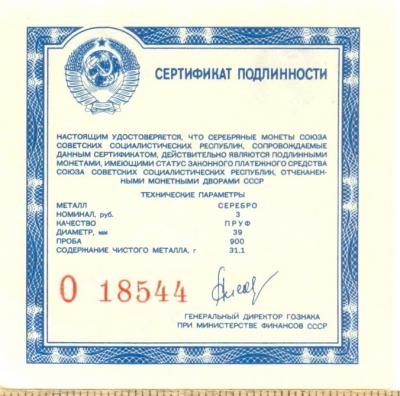 СЕРТИФИКАТ ПОДЛИННОСТИ
НАСТОЯЩИМ УДОСТОВЕРЯЕТСЯ, ЧТО СЕРЕБРЯНЫЕ МОНЕТЫ СОЮЗА
СОВЕТСКИХ СОЦИАЛИСТИЧЕСКИХ РЕСПУБЛИК, СОПРОВОЖДАЕМЫЕ
ДАННЫМ СЕРТИФИКАТОМ, ДЕЙСТВИТЕЛЬНО ЯВЛЯЮТСЯ ПОДЛИННЫМИ
МОНЕТАМИ, ИМЕЮЩИМИ СТАТУС ЗАКОННОГО ПЛАТЕЖНОГО СРЕДСТВА
СОЮЗА СОВЕТСКИХ СОЦИАЛИСТИЧЕСКИХ РЕСПУБЛИК, ОТЧЕКАНЕН-
НЫМИ МОНЕТНЫМИ ДВОРАМИ СССР
ТЕХНИЧЕСКИЕ ПАРАМЕТРЫ
МЕТАЛЛ СЕРЕБРО
НОМИНАЛ, руб. 3
КАЧЕСТВО ПРУФ
ДИАМЕТР, мм 39
ПРОБА 900
СОДЕРЖАНИЕ ЧИСТОГО МЕТАЛЛА, г 31,1
О 18544
ГЕНЕРАЛЬНЫЙ ДИРЕКТОР ГОЗНАКА
ПРИ МИНИСТЕРСТВЕ ФИНАНСОВ СССР